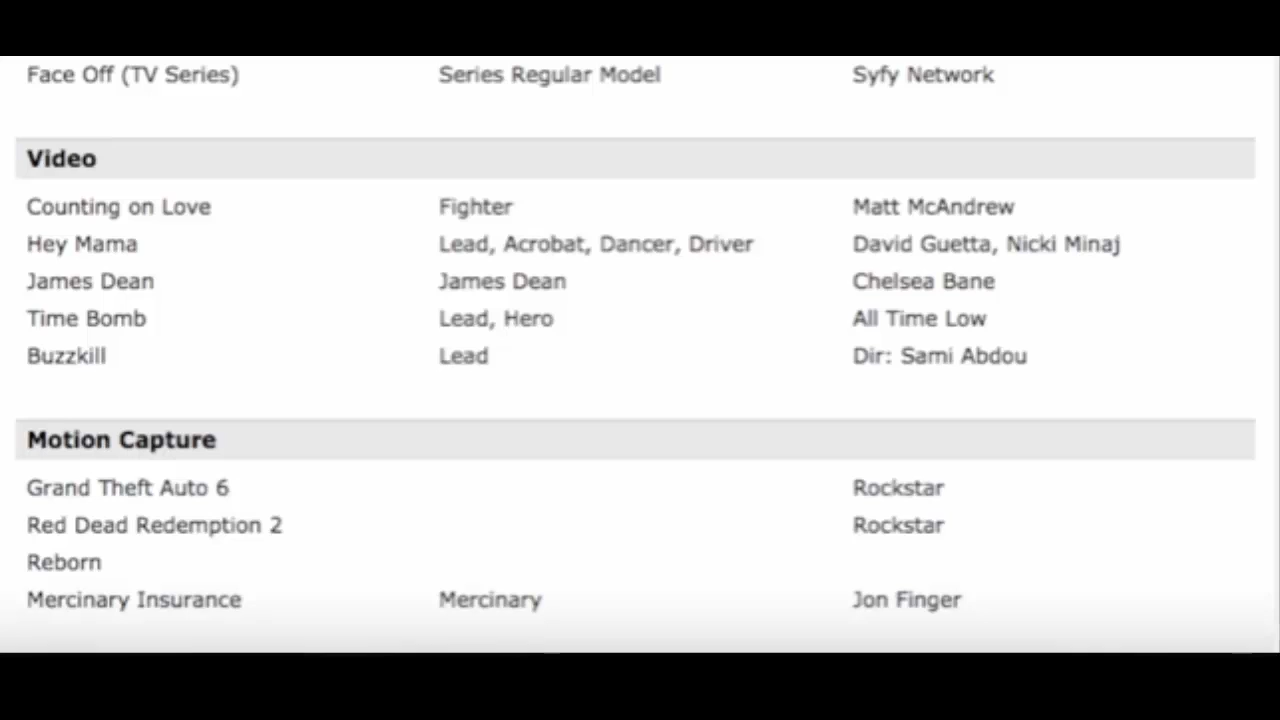 Face Off (TV Series) Series Regular Model Syfy Network
Video
Counting on Love Fighter Matt McAndrew
Hey Mama Lead, Acrobat, Dancer, Driver David Guetta, Nicki Minaj
James Dean James Dean Chelsea Bane
Time Bomb Lead, Hero All Time Low
Buzzkill Lead Dir: Sami Abdou
Motion Capture
Grand Theft Auto 6 Rockstar
Red Dead Redemption 2 Rockstar
Reborn
Mercinary Insurance Mercinary Jon Finger